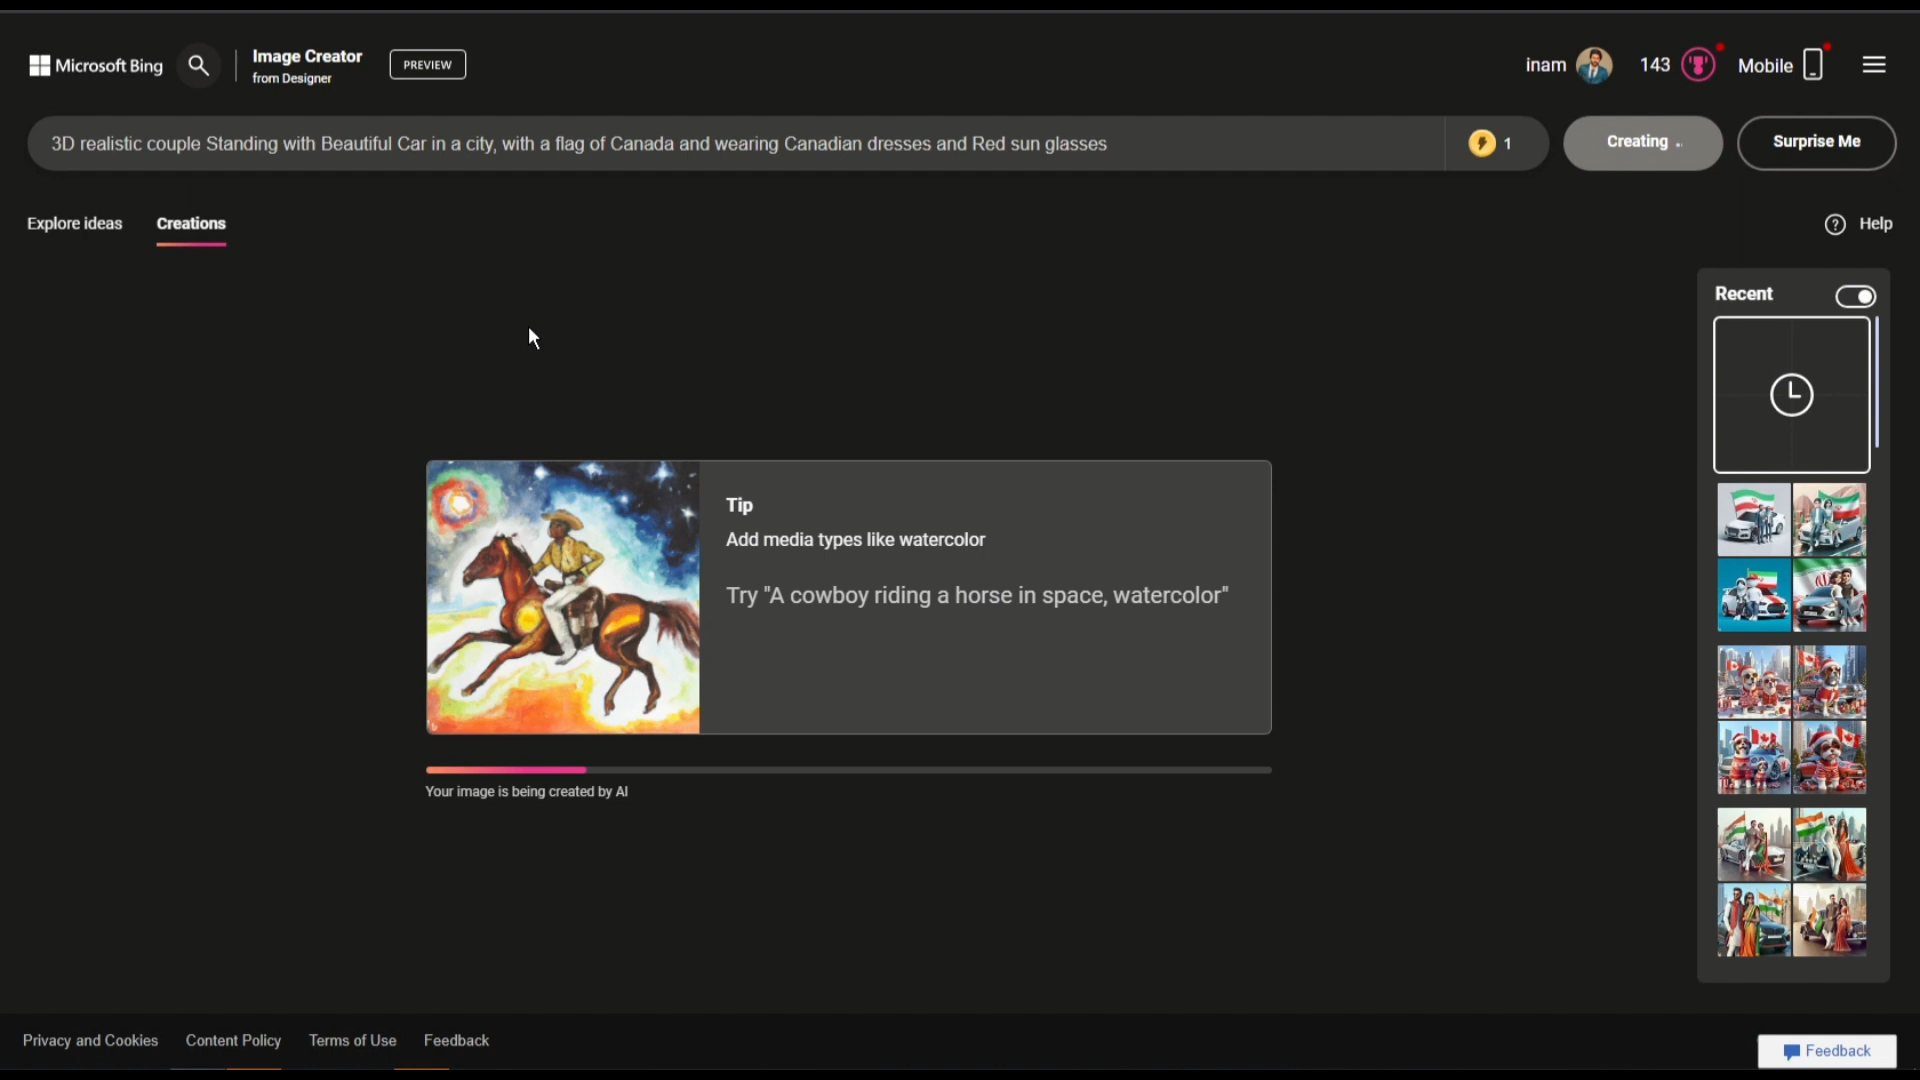 Microsoft Bing
Image Creator
from Designer
PREVIEW
inam
143
Mobile
3D realistic couple Standing with Beautiful Car in a city, with a flag of Canada and wearing Canadian dresses and Red sun glasses
1
Creating
Surprise Me
Explore ideas
Creations
Help
Recent
Tip
Add media types like watercolor
Try "A cowboy riding a horse in space, watercolor"
Your image is being created by AI
Privacy and Cookies
Content Policy
Terms of Use
Feedback
Feedback